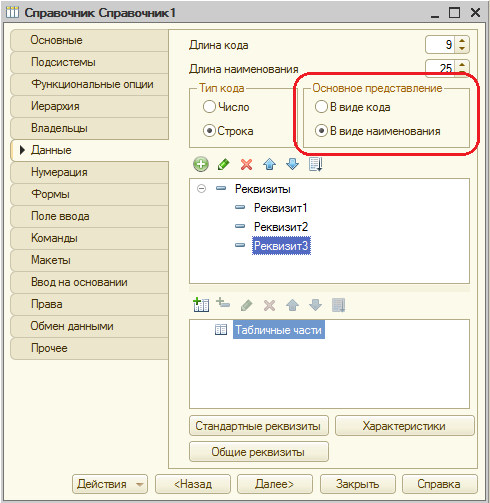 Справочник Справочник1
Основные
Подсистемы
Функциональные опции
Иерархия
Владельцы
Данные
Нумерация
Формы
Поле ввода
Команды
Макеты
Ввод на основании
Права
Обмен данными
Прочее
Длина кода 9
Длина наименования 25
Тип кода
Число
Строка
Основное представление
В виде кода
В виде наименования
Реквизиты
Реквизит1
Реквизит2
Реквизит3
Табличные части
Стандартные реквизиты Характеристики
Общие реквизиты
Действия <Назад Далее> Закрыть Справка